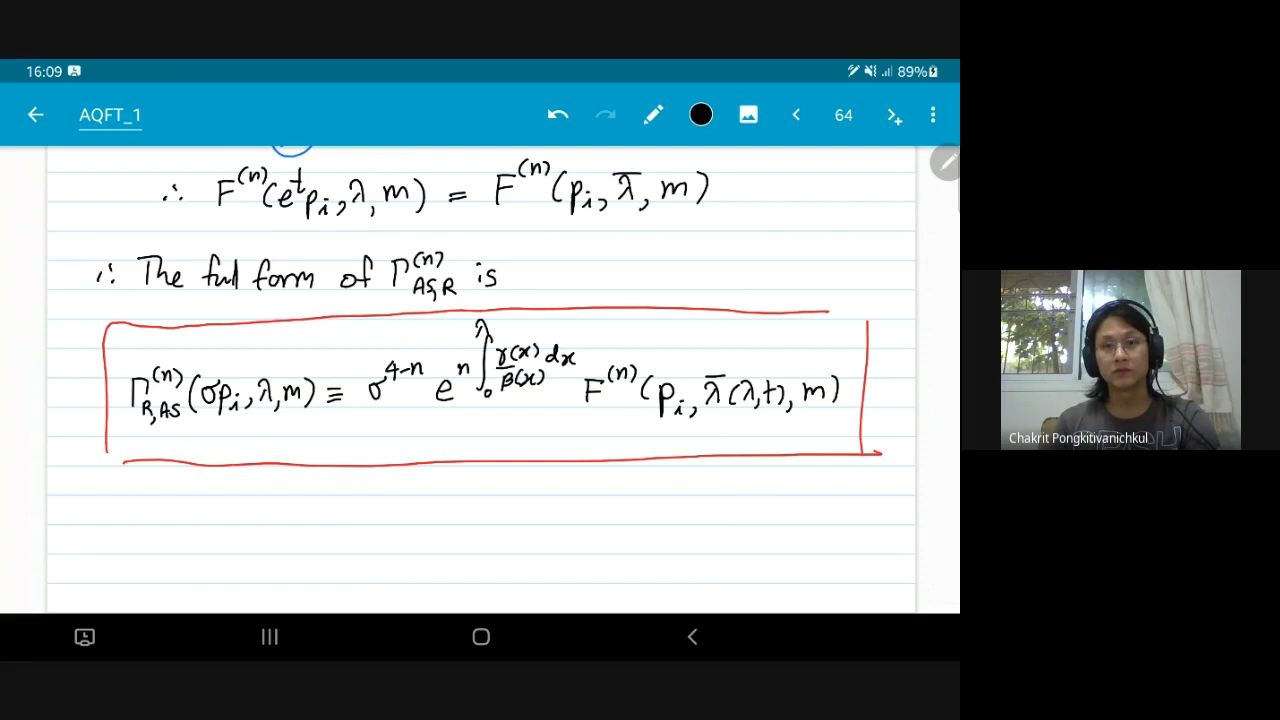 16:09 89%
AQFT_1 64
∴ F^(n)(e^t p_i, λ, m) = F^(n)(p_i, λ̄, m)
∴ The full form of Γ^(n)_{AS,R} is
Γ^(n)_{R,AS}(σp_i, λ, m) ≡ σ^{4-n} e^{n ∫_0^λ γ(x)/β(x) dx} F^(n)(p_i, λ̄(λ,t), m)
Chakrit Pongkitivanichkul